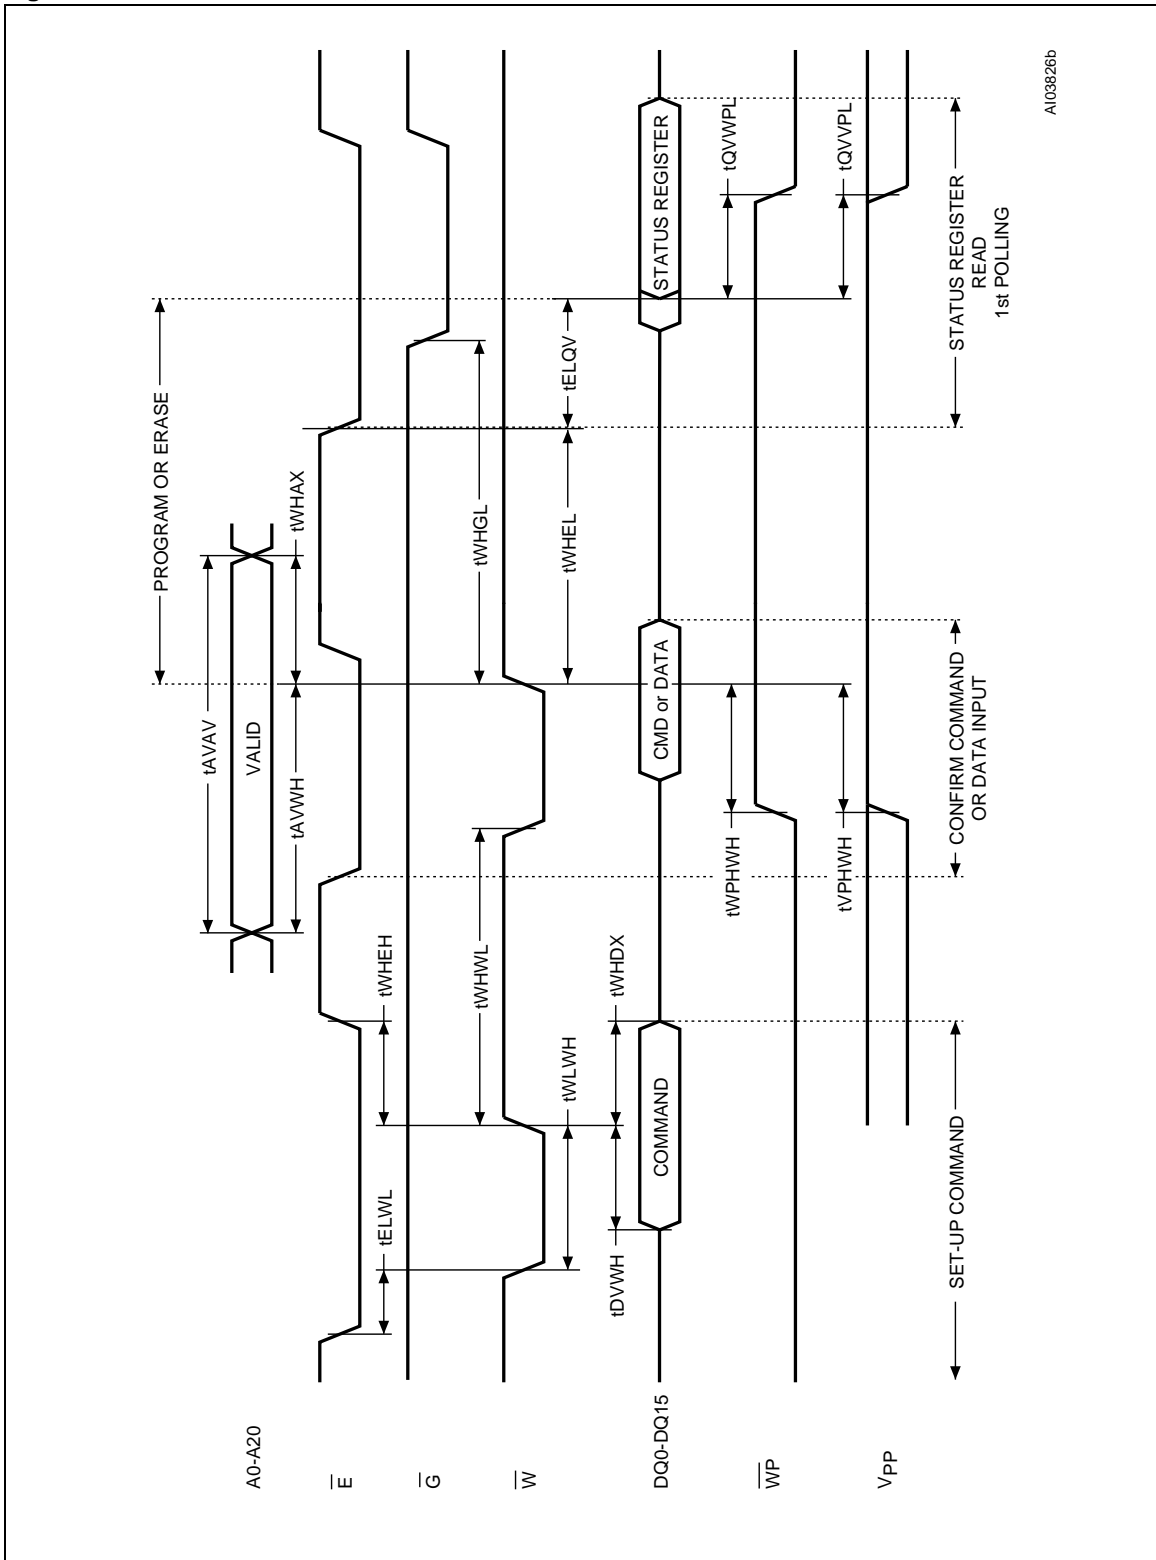 A0-A20
VALID
tAVAV
tAVWH
tWHAX
PROGRAM OR ERASE
E
tELWL
tWHEH
G
tWHWL
tWHGL
W
tWLWH
tWHEL
tELQV
tDVWH
tWHDX
DQ0-DQ15
COMMAND
CMD or DATA
STATUS REGISTER
WP
tWPHWH
tQVWPL
VPP
tVPHWH
tQVVPL
SET-UP COMMAND
CONFIRM COMMAND
OR DATA INPUT
STATUS REGISTER
READ
1st POLLING
AI03826b